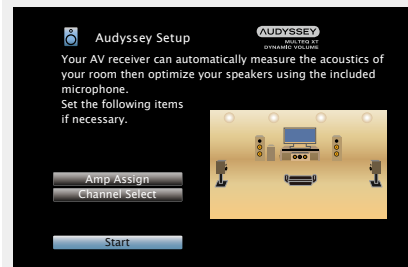 Audyssey Setup
AUDYSSEY
MULTEQ XT
DYNAMIC VOLUME
Your AV receiver can automatically measure the acoustics of
your room then optimize your speakers using the included
microphone.
Set the following items
if necessary.
Amp Assign
Channel Select
Start